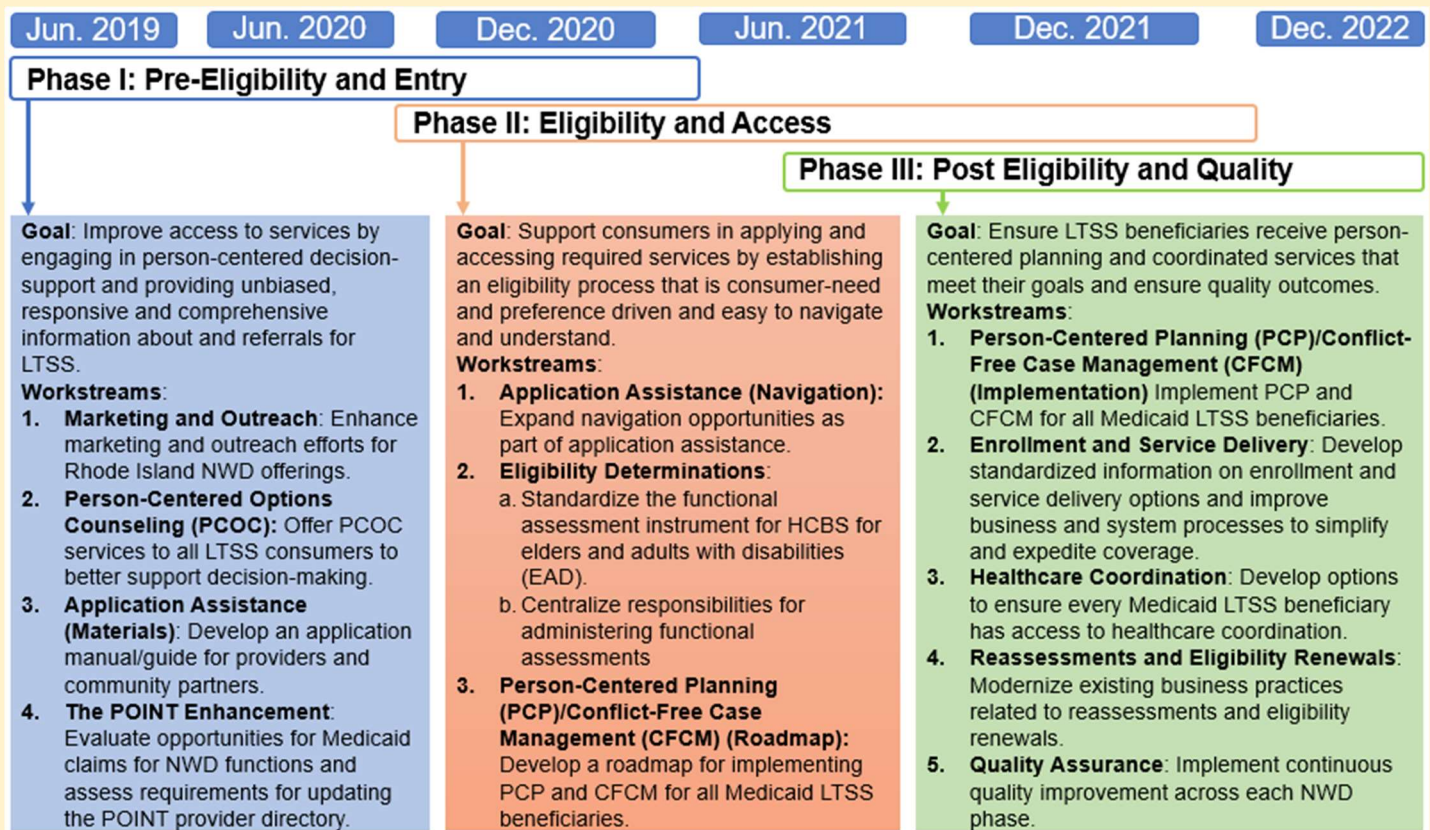 Jun. 2019
Jun. 2020
Dec. 2020
Jun. 2021
Dec. 2021
Dec. 2022
Phase I: Pre-Eligibility and Entry
Phase II: Eligibility and Access
Phase III: Post Eligibility and Quality
Goal: Improve access to services by
engaging in person-centered decision-
support and providing unbiased,
responsive and comprehensive
information about and referrals for
LTSS.
Workstreams:
1. Marketing and Outreach: Enhance
marketing and outreach efforts for
Rhode Island NWD offerings.
2. Person-Centered Options
Counseling (PCOC): Offer PCOC
services to all LTSS consumers to
better support decision-making.
3. Application Assistance
(Materials): Develop an application
manual/guide for providers and
community partners.
4. The POINT Enhancement:
Evaluate opportunities for Medicaid
claims for NWD functions and
assess requirements for updating
the POINT provider directory.
Goal: Support consumers in applying and
accessing required services by establishing
an eligibility process that is consumer-need
and preference driven and easy to navigate
and understand.
Workstreams:
1. Application Assistance (Navigation):
Expand navigation opportunities as
part of application assistance.
2. Eligibility Determinations:
a. Standardize the functional
assessment instrument for HCBS for
elders and adults with disabilities
(EAD).
b. Centralize responsibilities for
administering functional
assessments
3. Person-Centered Planning
(PCP)/Conflict-Free Case
Management (CFCM) (Roadmap):
Develop a roadmap for implementing
PCP and CFCM for all Medicaid LTSS
beneficiaries.
Goal: Ensure LTSS beneficiaries receive person-
centered planning and coordinated services that
meet their goals and ensure quality outcomes.
Workstreams:
1. Person-Centered Planning (PCP)/Conflict-
Free Case Management (CFCM)
(Implementation) Implement PCP and
CFCM for all Medicaid LTSS beneficiaries.
2. Enrollment and Service Delivery: Develop
standardized information on enrollment and
service delivery options and improve
business and system processes to simplify
and expedite coverage.
3. Healthcare Coordination: Develop options
to ensure every Medicaid LTSS beneficiary
has access to healthcare coordination.
4. Reassessments and Eligibility Renewals:
Modernize existing business practices
related to reassessments and eligibility
renewals.
5. Quality Assurance: Implement continuous
quality improvement across each NWD
phase.